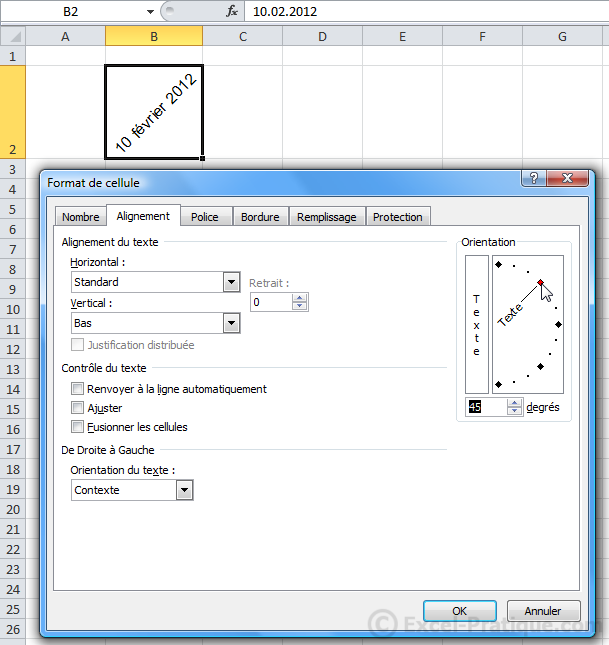 B2 fx 10.02.2012
A B C D E F G
1
2 10 février 2012
3
4
5
6
7
8
9
10
11
12
13
14
15
16
17
18
19
20
21
22
23
24
25
26
Format de cellule ?
Nombre Alignement Police Bordure Remplissage Protection
Alignement du texte
Horizontal :
Standard
Retrait :
Vertical :
0
Bas
Justification distribuée
Contrôle du texte
Renvoyer à la ligne automatiquement
Ajuster
Fusionner les cellules
De Droite à Gauche
Orientation du texte :
Contexte
Orientation
Texte
Texte
45 degrés
OK Annuler
© Excel-Pratique.com